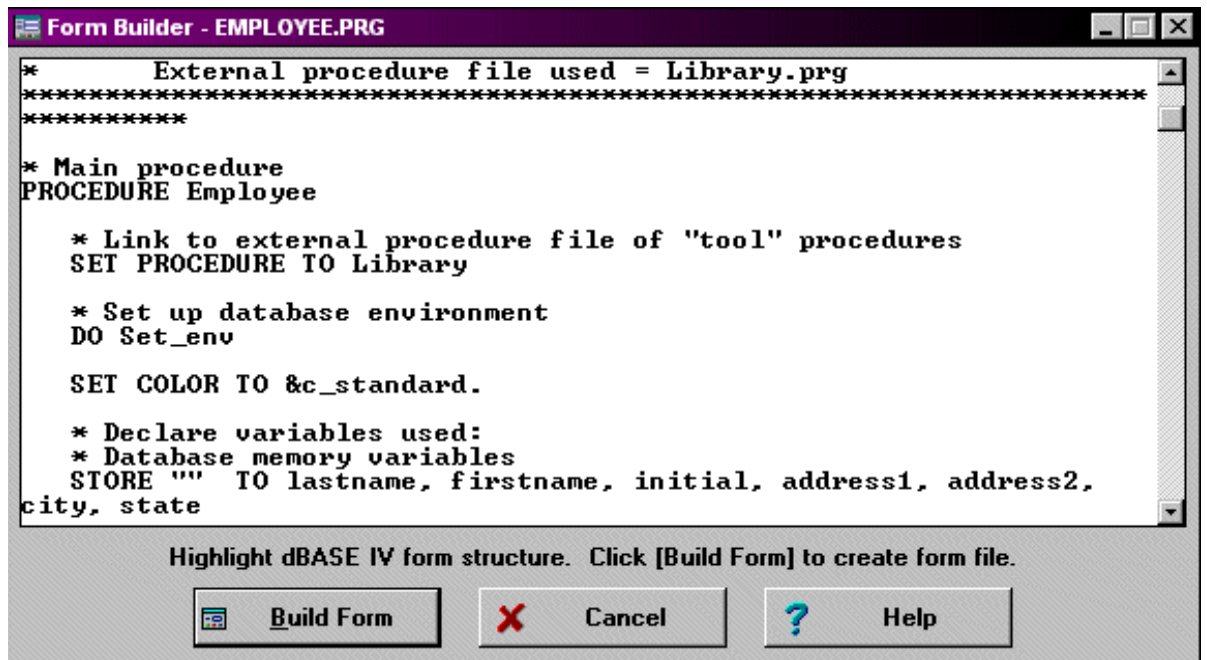 Form Builder - EMPLOYEE.PRG
*       External procedure file used = Library.prg
********************************************************************
**********
* Main procedure
PROCEDURE Employee
   * Link to external procedure file of "tool" procedures
   SET PROCEDURE TO Library
   * Set up database environment
   DO Set_env
   SET COLOR TO &c_standard.
   * Declare variables used:
   * Database memory variables
   STORE ""  TO lastname, firstname, initial, address1, address2,
city, state
Highlight dBASE IV form structure.  Click [Build Form] to create form file.
Build Form
Cancel
Help